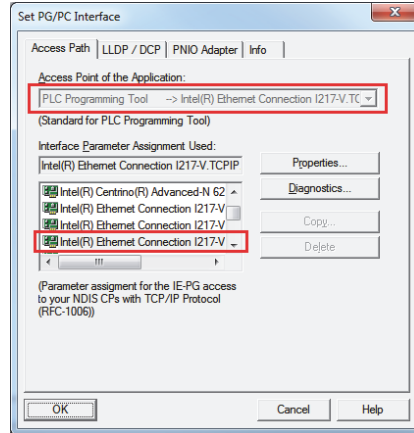 Set PG/PC Interface
Access Path LLDP / DCP PNIO Adapter Info
Access Point of the Application:
PLC Programming Tool --> Intel(R) Ethernet Connection I217-V.TC
(Standard for PLC Programming Tool)
Interface Parameter Assignment Used:
Intel(R) Ethernet Connection I217-V.TCPIP
Properties...
Intel(R) Centrino(R) Advanced-N 62
Diagnostics...
Intel(R) Ethernet Connection I217-V
Intel(R) Ethernet Connection I217-V
Copy...
Intel(R) Ethernet Connection I217-V
Delete
(Parameter assigment for the IE-PG access
to your NDIS CPs with TCP/IP Protocol
(RFC-1006))
OK Cancel Help